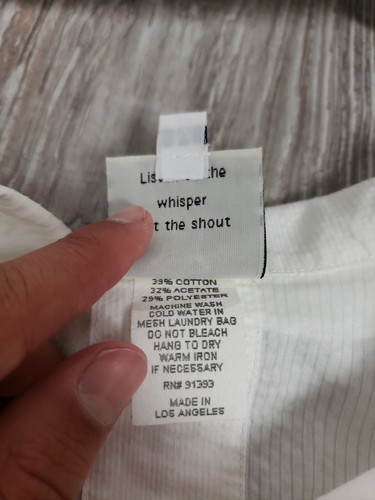 Lis the
whisper
t the shout
39% COTTON
32% ACETATE
29% POLYESTER
MACHINE WASH
COLD WATER IN
MESH LAUNDRY BAG
DO NOT BLEACH
HANG TO DRY
WARM IRON
IF NECESSARY
RN# 91393
MADE IN
LOS ANGELES